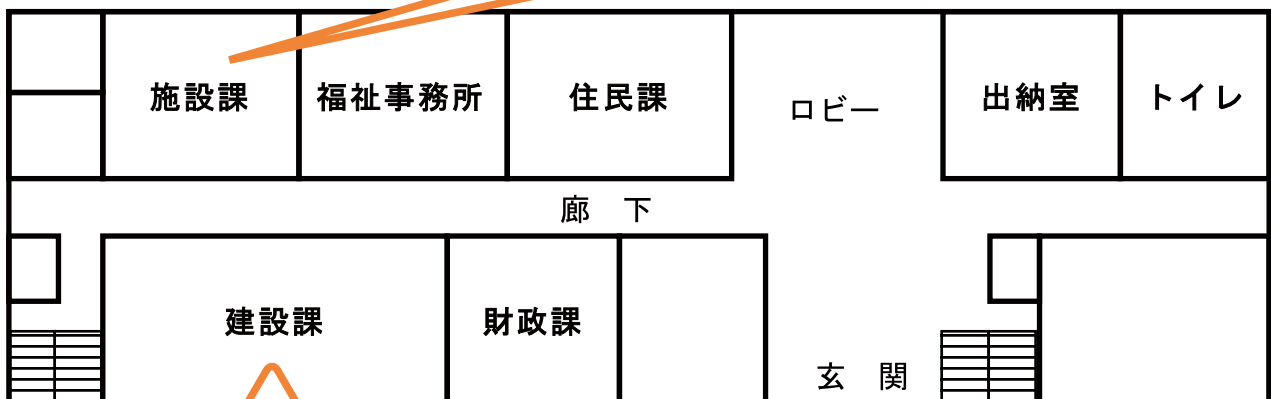 施設課
福祉事務所
住民課
ロビー
出納室
トイレ
廊　下
建設課
財政課
玄　関